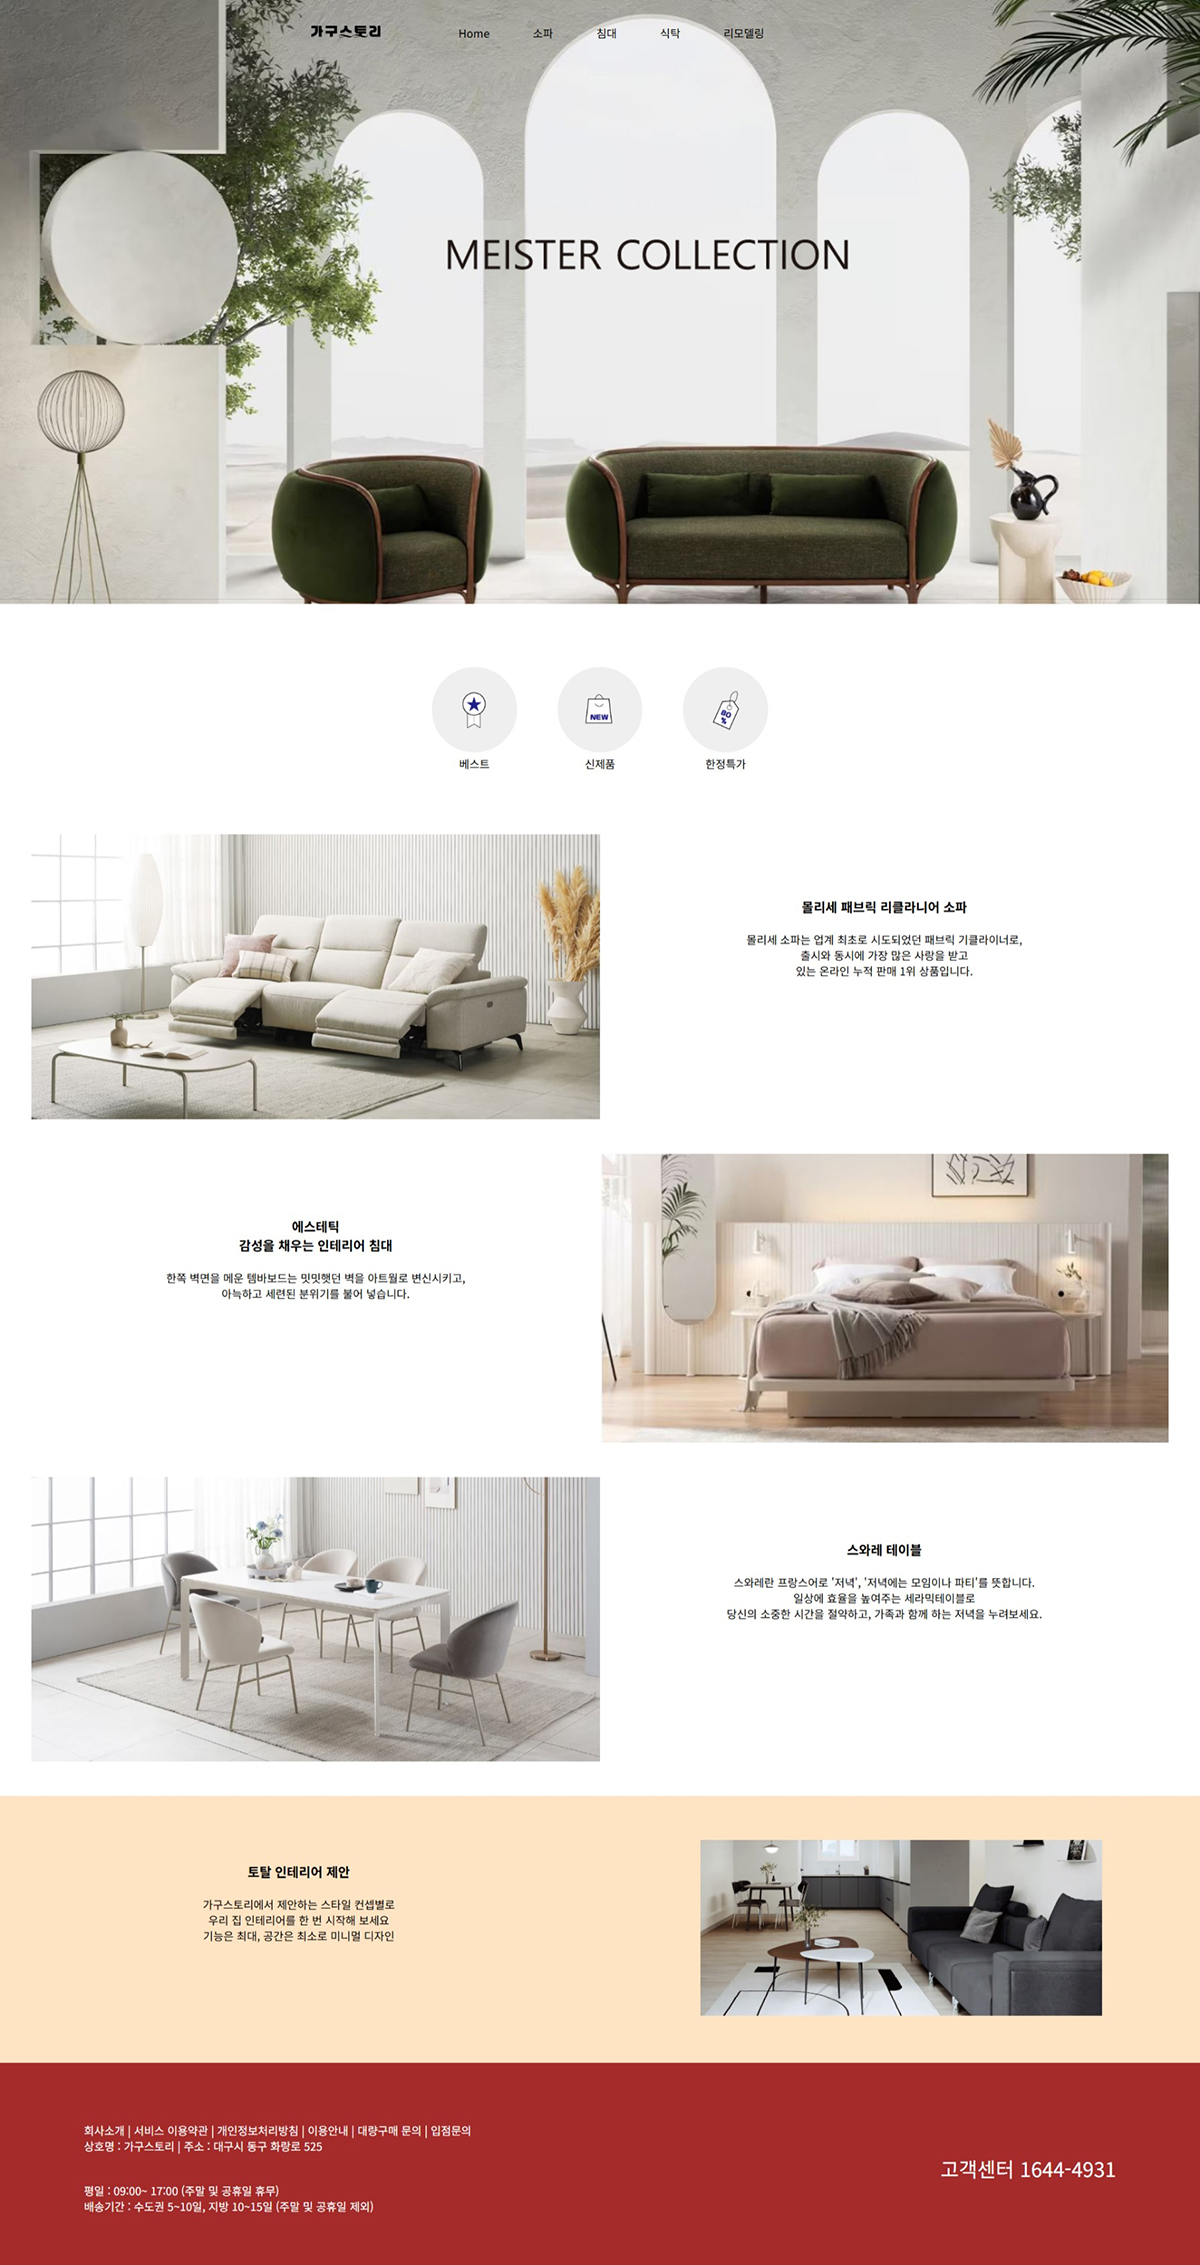 가구스토리 Home 소파 침대 식탁 리모델링
MEISTER COLLECTION
NEW
80
%
베스트 신제품 한정특가
몰리세 패브릭 리클라니어 소파
몰리세 소파는 업계 최초로 시도되었던 패브릭 기클라이너로,
출시와 동시에 가장 많은 사랑을 받고
있는 온라인 누적 판매 1위 상품입니다.
에스테틱
감성을 채우는 인테리어 침대
한쪽 벽면을 메운 템바보드는 밋밋했던 벽을 아트월로 변신시키고,
아늑하고 세련된 분위기를 불어 넣습니다.
스와레 테이블
스와레란 프랑스어로 '저녁', '저녁에는 모임이나 파티'를 뜻합니다.
일상에 효율을 높여주는 세라믹테이블로
당신의 소중한 시간을 절약하고, 가족과 함께 하는 저녁을 누려보세요.
토탈 인테리어 제안
가구스토리에서 제안하는 스타일 컨셉별로
우리 집 인테리어를 한 번 시작해 보세요
기능은 최대, 공간은 최소로 미니멀 디자인
회사소개 | 서비스 이용약관 | 개인정보처리방침 | 이용안내 | 대량구매 문의 | 입점문의
상호명 : 가구스토리 | 주소 : 대구시 동구 화랑로 525
고객센터 1644-4931
평일 : 09:00~ 17:00 (주말 및 공휴일 휴무)
배송기간 : 수도권 5~10일, 지방 10~15일 (주말 및 공휴일 제외)